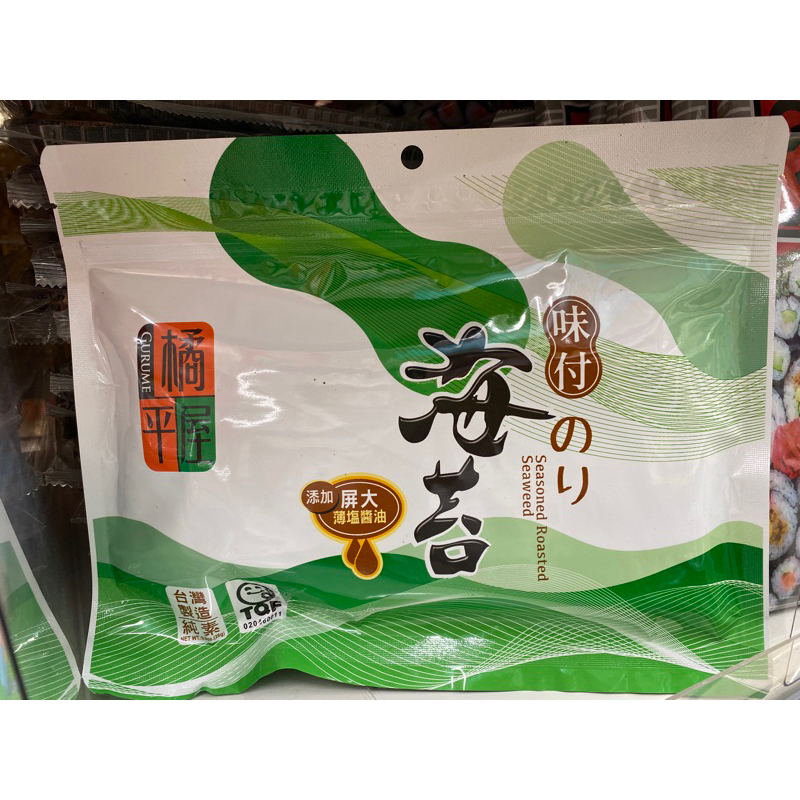 橘平屋
GURUME
味付
のり
海苔
Seasoned Roasted
Seaweed
添加
屏大
薄塩醬油
台灣
製造
純素
TQF